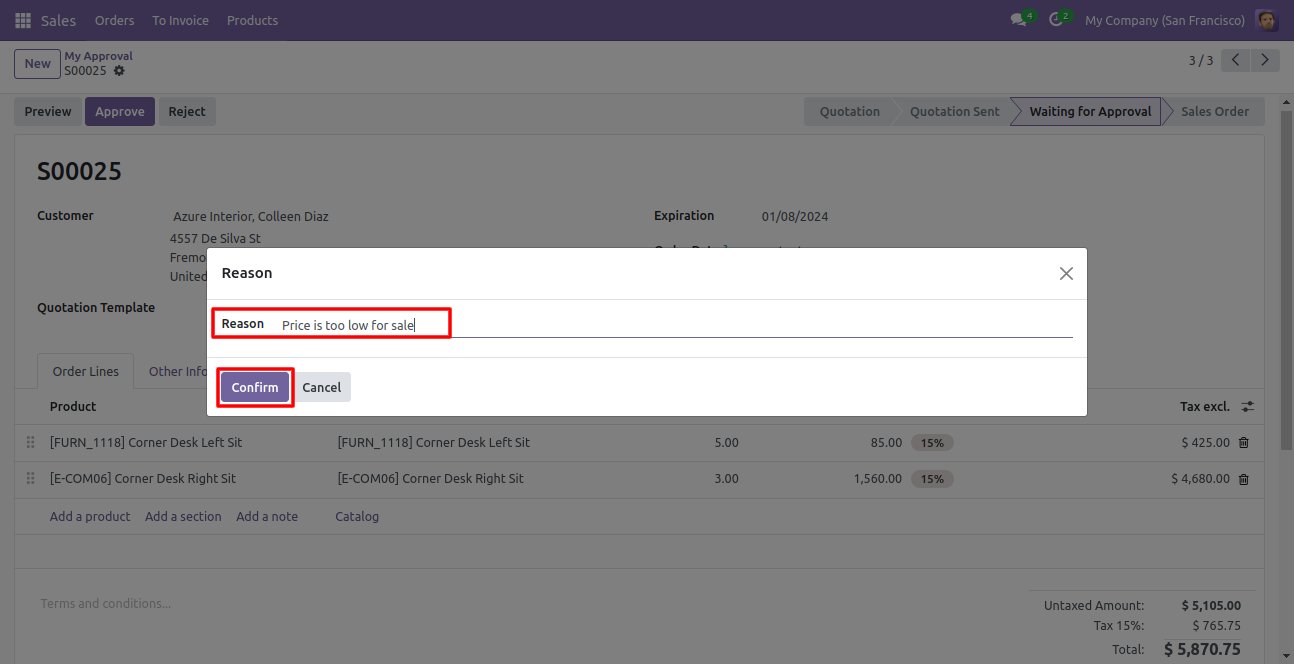 Sales Orders To Invoice Products 4 2 My Company (San Francisco)
New My Approval
S00025
3 / 3
Preview Approve Reject Quotation Quotation Sent Waiting for Approval Sales Order
S00025
Customer Azure Interior, Colleen Diaz Expiration 01/08/2024
4557 De Silva St
Fremo
United
Quotation Template
Reason
Reason Price is too low for sale
Confirm Cancel
Order Lines Other Info
Product Tax excl.
[FURN_1118] Corner Desk Left Sit [FURN_1118] Corner Desk Left Sit 5.00 85.00 15% $ 425.00
[E-COM06] Corner Desk Right Sit [E-COM06] Corner Desk Right Sit 3.00 1,560.00 15% $ 4,680.00
Add a product Add a section Add a note Catalog
Terms and conditions...
Untaxed Amount: $ 5,105.00
Tax 15%: $ 765.75
Total: $ 5,870.75